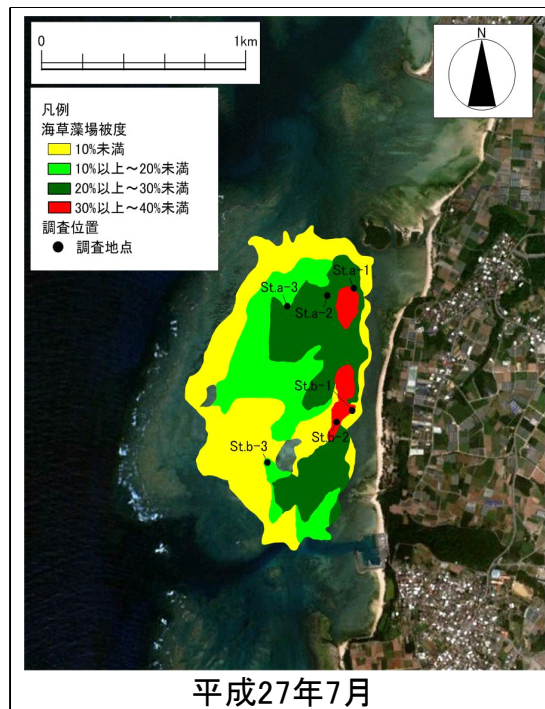 0 1km
N
凡例
海草藻場被度
10%未満
10%以上~20%未満
20%以上~30%未満
30%以上~40%未満
調査位置
調査地点
St.a-1
St.a-3
St.a-2
St.b-1
St.b-2
St.b-3
平成27年7月